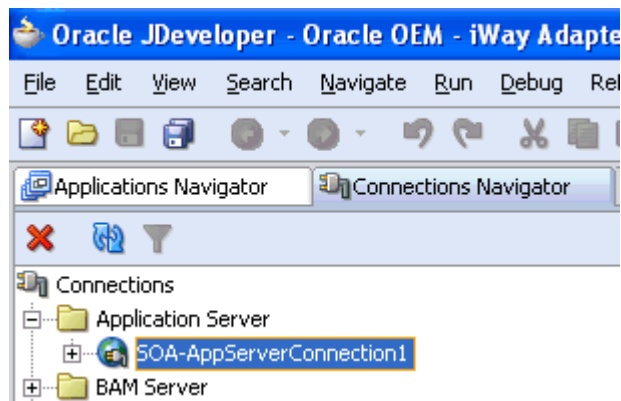 Oracle JDeveloper - Oracle OEM - iWay Adapte
File Edit View Search Navigate Run Debug Re
Applications Navigator Connections Navigator
Connections
Application Server
SOA-AppServerConnection1
BAM Server